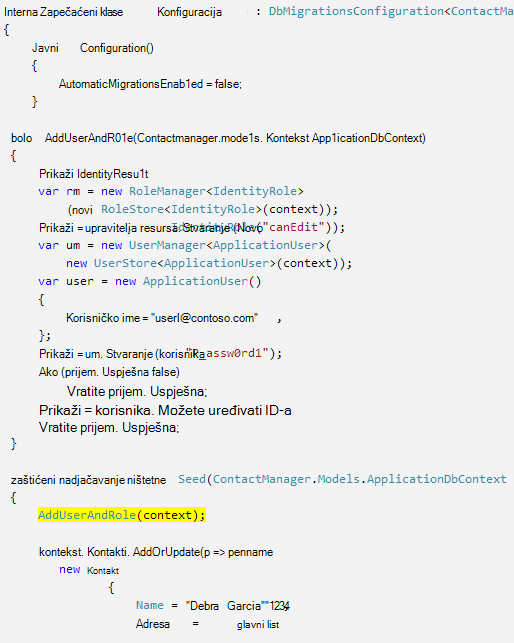 Interna Zapečaćeni klase Konfiguracija : DbMigrationsConfiguration<ContactMa
{
Javni Configuration()
{
AutomaticMigrationsEnab1ed = false;
}
bolo AddUserAndR01e(Contactmanager.mode1s. Kontekst App1icationDbContext)
{
Prikaži IdentityResu1t
var rm = new RoleManager<IdentityRole>
(novi RoleStore<IdentityRole>(context));
Prikaži = upravitelja resursa. Stvaranje (Novo "canEdit"));
var um = new UserManager<ApplicationUser>(
new UserStore<ApplicationUser>(context));
var user = new ApplicationUser()
{
Korisničko ime = "userl@contoso.com" ,
};
Prikaži = um. Stvaranje (korisnik, assw0rd1");
Ako (prijem. Uspješna false)
Vratite prijem. Uspješna;
Prikaži = korisnika. Možete uređivati ID-a
Vratite prijem. Uspješna;
}
zaštićeni nadjačavanje ništetne Seed(ContactManager.Models.ApplicationDbContext
{
AddUserAndRole(context);
kontekst. Kontakti. AddOrUpdate(p => penname
new Kontakt
{
Name = "Debra Garcia""1234,
Adresa = glavni list